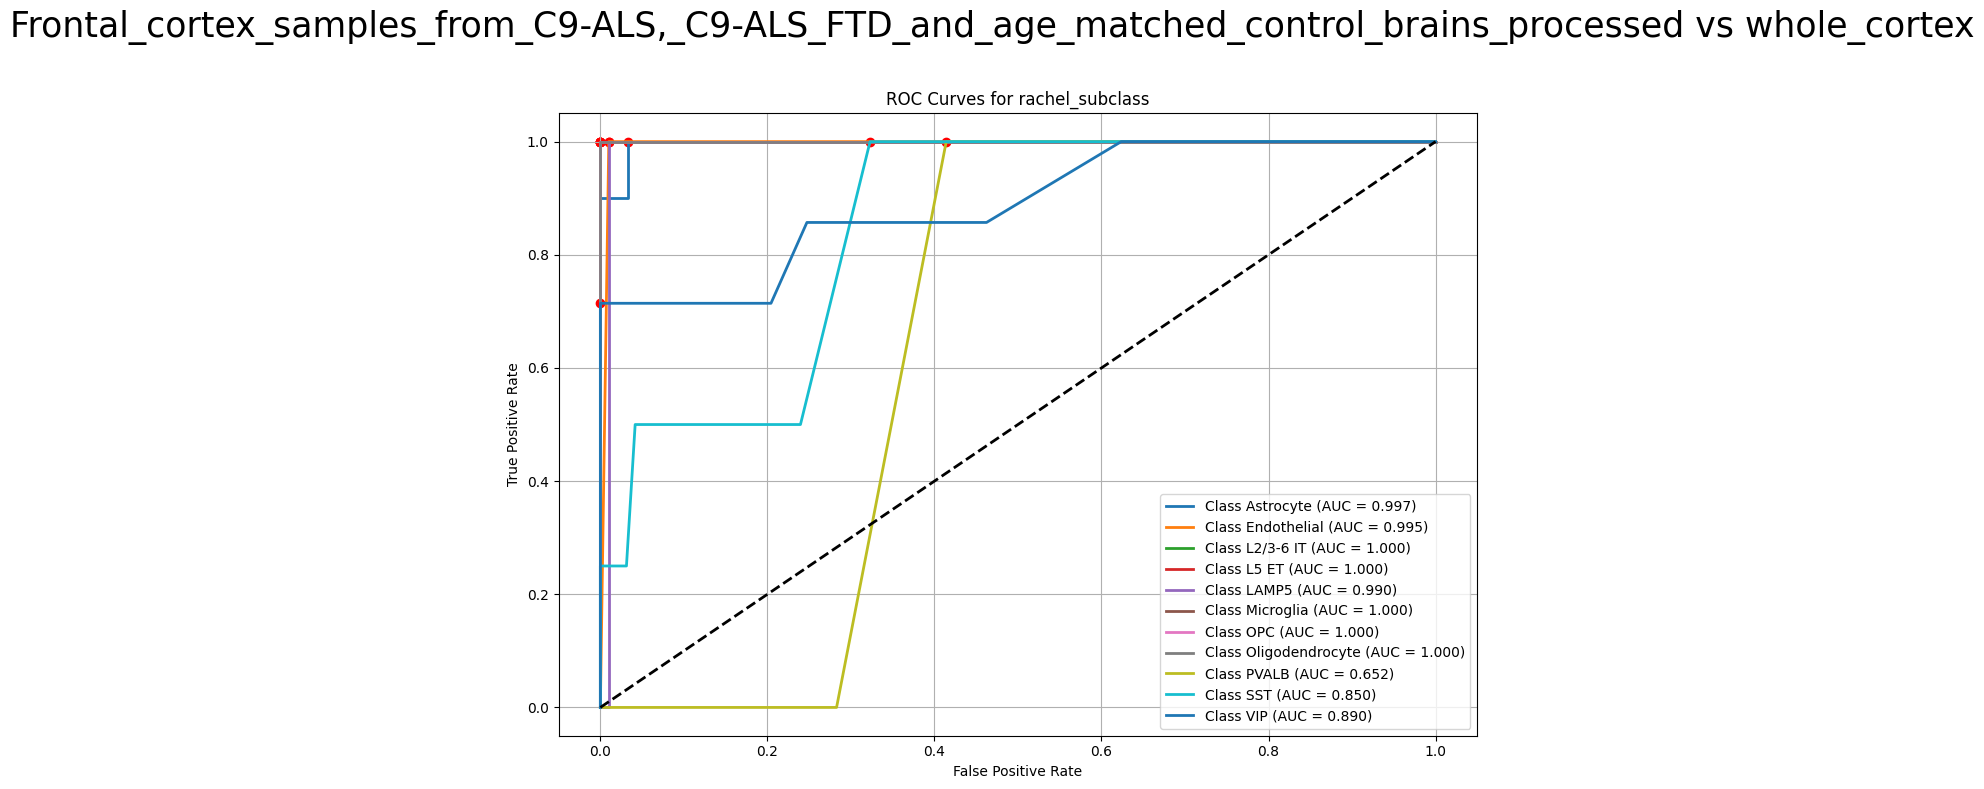 Frontal_cortex_samples_from_C9-ALS,_C9-ALS_FTD_and_age_matched_control_brains_processed vs whole_cortex
ROC Curves for rachel_subclass
True Positive Rate
1.0
0.8
0.6
0.4
0.2
0.0
Class Astrocyte (AUC = 0.997)
Class Endothelial (AUC = 0.995)
Class L2/3-6 IT (AUC = 1.000)
Class L5 ET (AUC = 1.000)
Class LAMP5 (AUC = 0.990)
Class Microglia (AUC = 1.000)
Class OPC (AUC = 1.000)
Class Oligodendrocyte (AUC = 1.000)
Class PVALB (AUC = 0.652)
Class SST (AUC = 0.850)
Class VIP (AUC = 0.890)
0.0 0.2 0.4 0.6 0.8 1.0
False Positive Rate